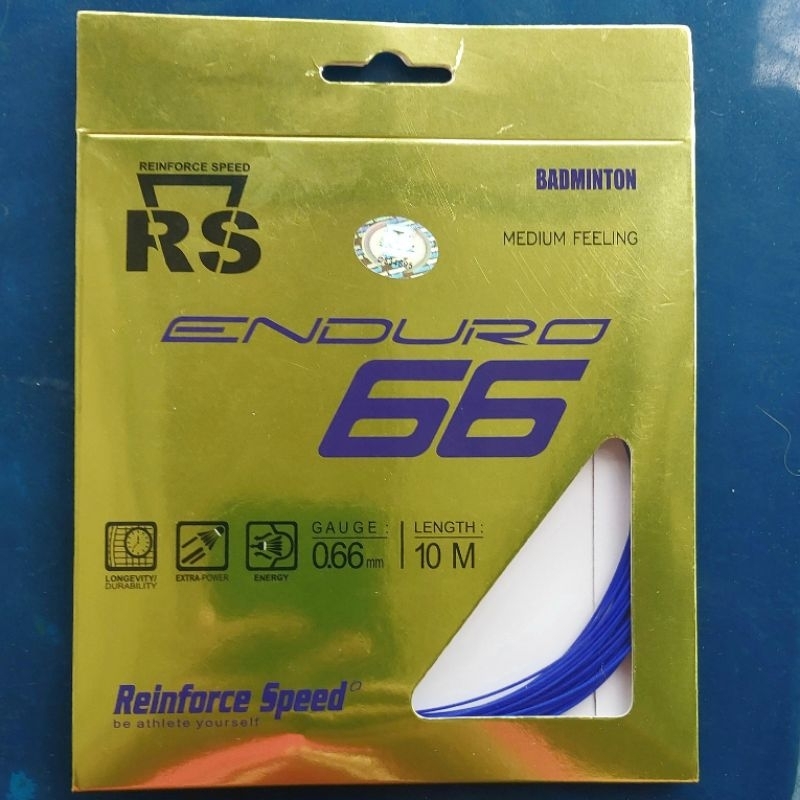 REINFORCE SPEED
RS
BADMINTON
MEDIUM FEELING
ENDURO
66
LONGEVITY/
DURABILITY
EXTRA-POWER
ENERGY
GAUGE :
0.66mm
LENGTH :
10 M
Reinforce Speed
be athlete yourself